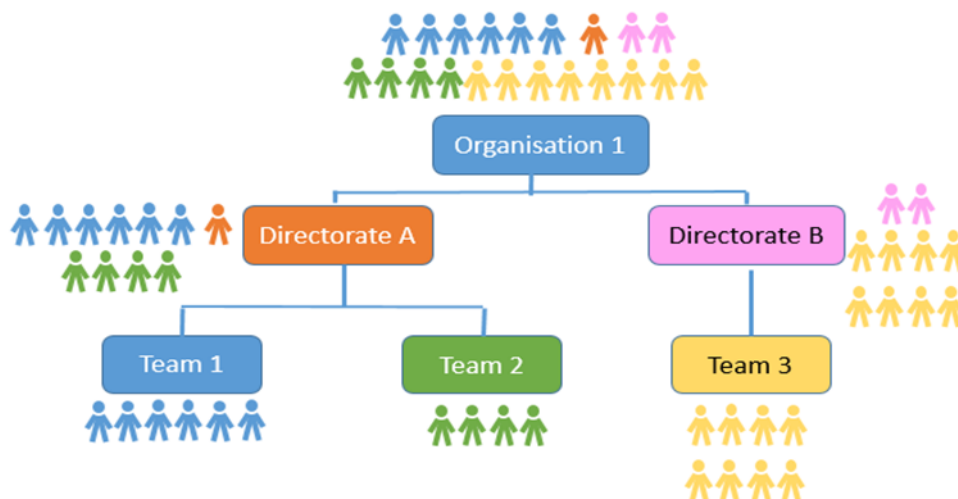 Organisation 1
Directorate A
Directorate B
Team 1
Team 2
Team 3